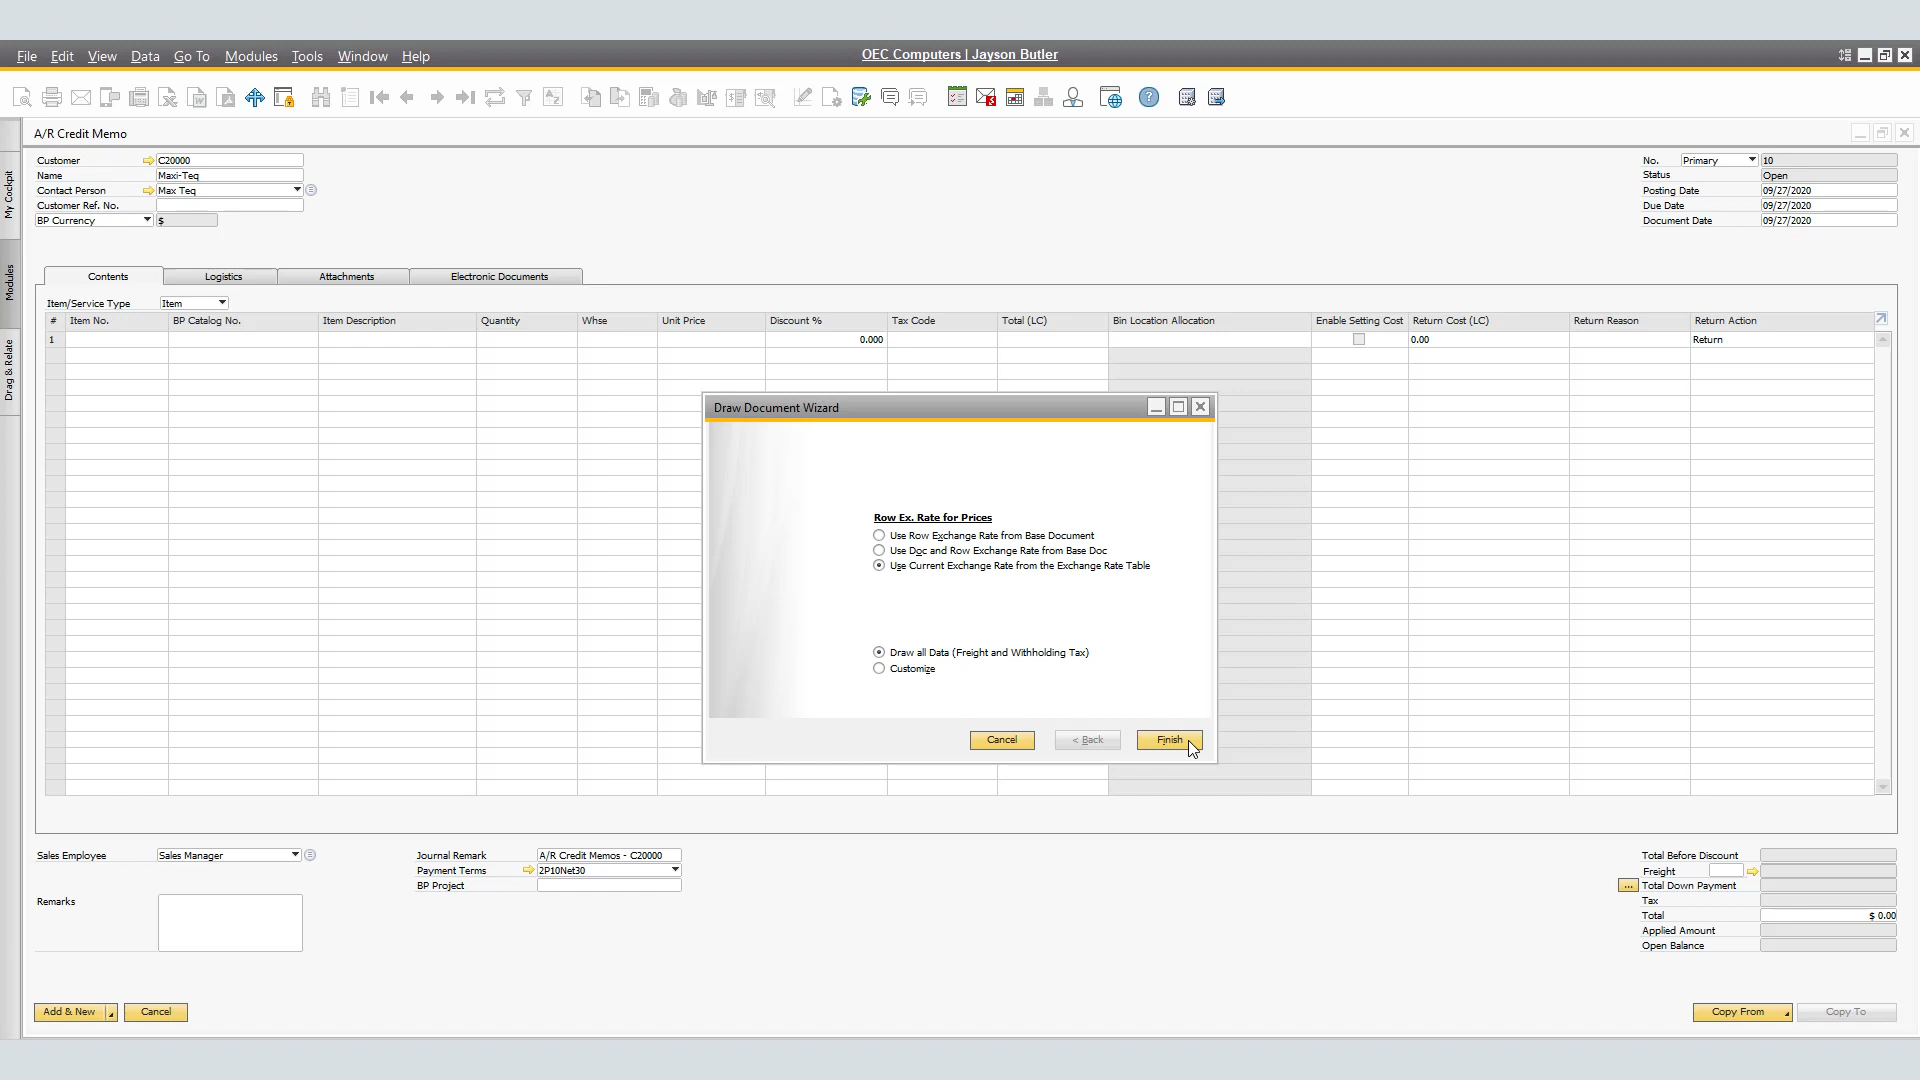 File Edit View Data Go To Modules Tools Window Help
OEC Computers | Jayson Butler
My Cockpit
Modules
Drag & Relate
A/R Credit Memo
Customer C20000
Name Maxi-Teq
Contact Person Max Teq
Customer Ref. No.
BP Currency $
No. Primary 10
Status Open
Posting Date 09/27/2020
Due Date 09/27/2020
Document Date 09/27/2020
Contents Logistics Attachments Electronic Documents
Item/Service Type Item
# Item No. BP Catalog No. Item Description Quantity Whse Unit Price Discount % Tax Code Total (LC) Bin Location Allocation Enable Setting Cost Return Cost (LC) Return Reason Return Action
1 0.000 0.00 Return
Draw Document Wizard
Row Ex. Rate for Prices
Use Row Exchange Rate from Base Document
Use Doc and Row Exchange Rate from Base Doc
Use Current Exchange Rate from the Exchange Rate Table
Draw all Data (Freight and Withholding Tax)
Customize
Cancel < Back Finish
Sales Employee Sales Manager
Remarks
Journal Remark A/R Credit Memos - C20000
Payment Terms 2P10Net30
BP Project
Total Before Discount
Freight
... Total Down Payment
Tax
Total $ 0.00
Applied Amount
Open Balance
Add & New Cancel
Copy From Copy To